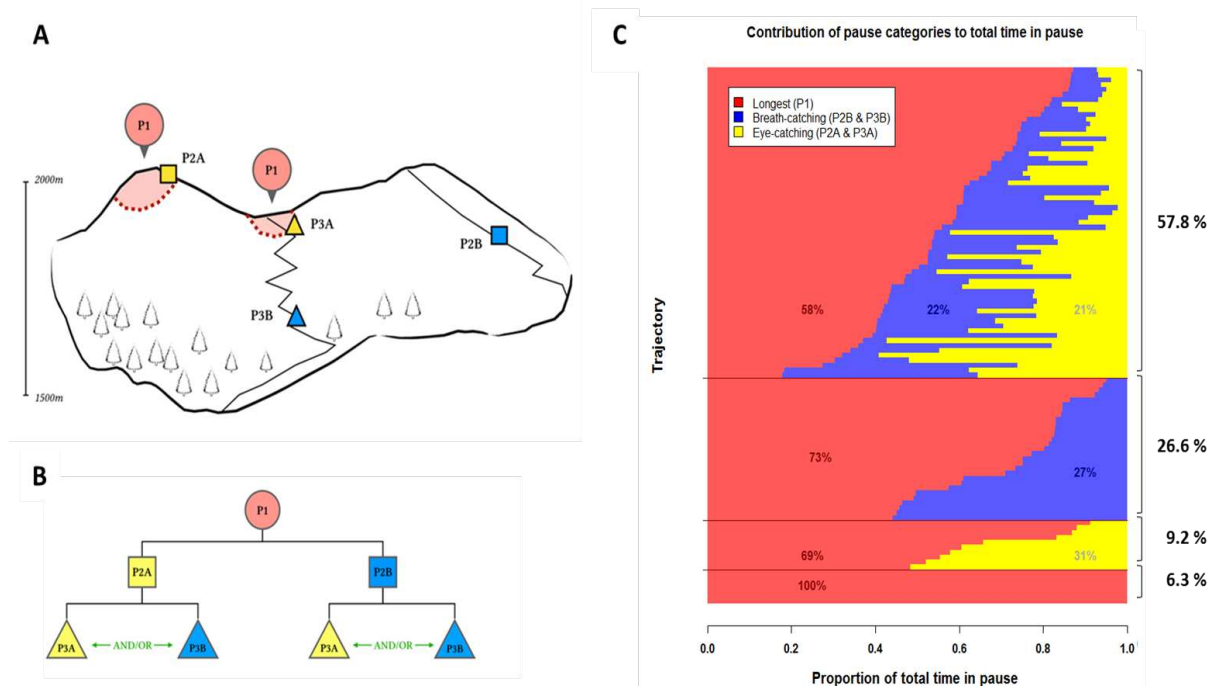 A
P1
P2A
P1
2000m
P3A
P2B
P3B
1500m
B
P1
P2A
P2B
P3A
AND/OR
P3B
P3A
AND/OR
P3B
C
Contribution of pause categories to total time in pause
Longest (P1)
Breath-catching (P2B & P3B)
Eye-catching (P2A & P3A)
57.8 %
58%
22%
21%
Trajectory
73%
27%
26.6 %
69%
31%
9.2 %
100%
6.3 %
0.0
0.2
0.4
0.6
0.8
1.0
Proportion of total time in pause